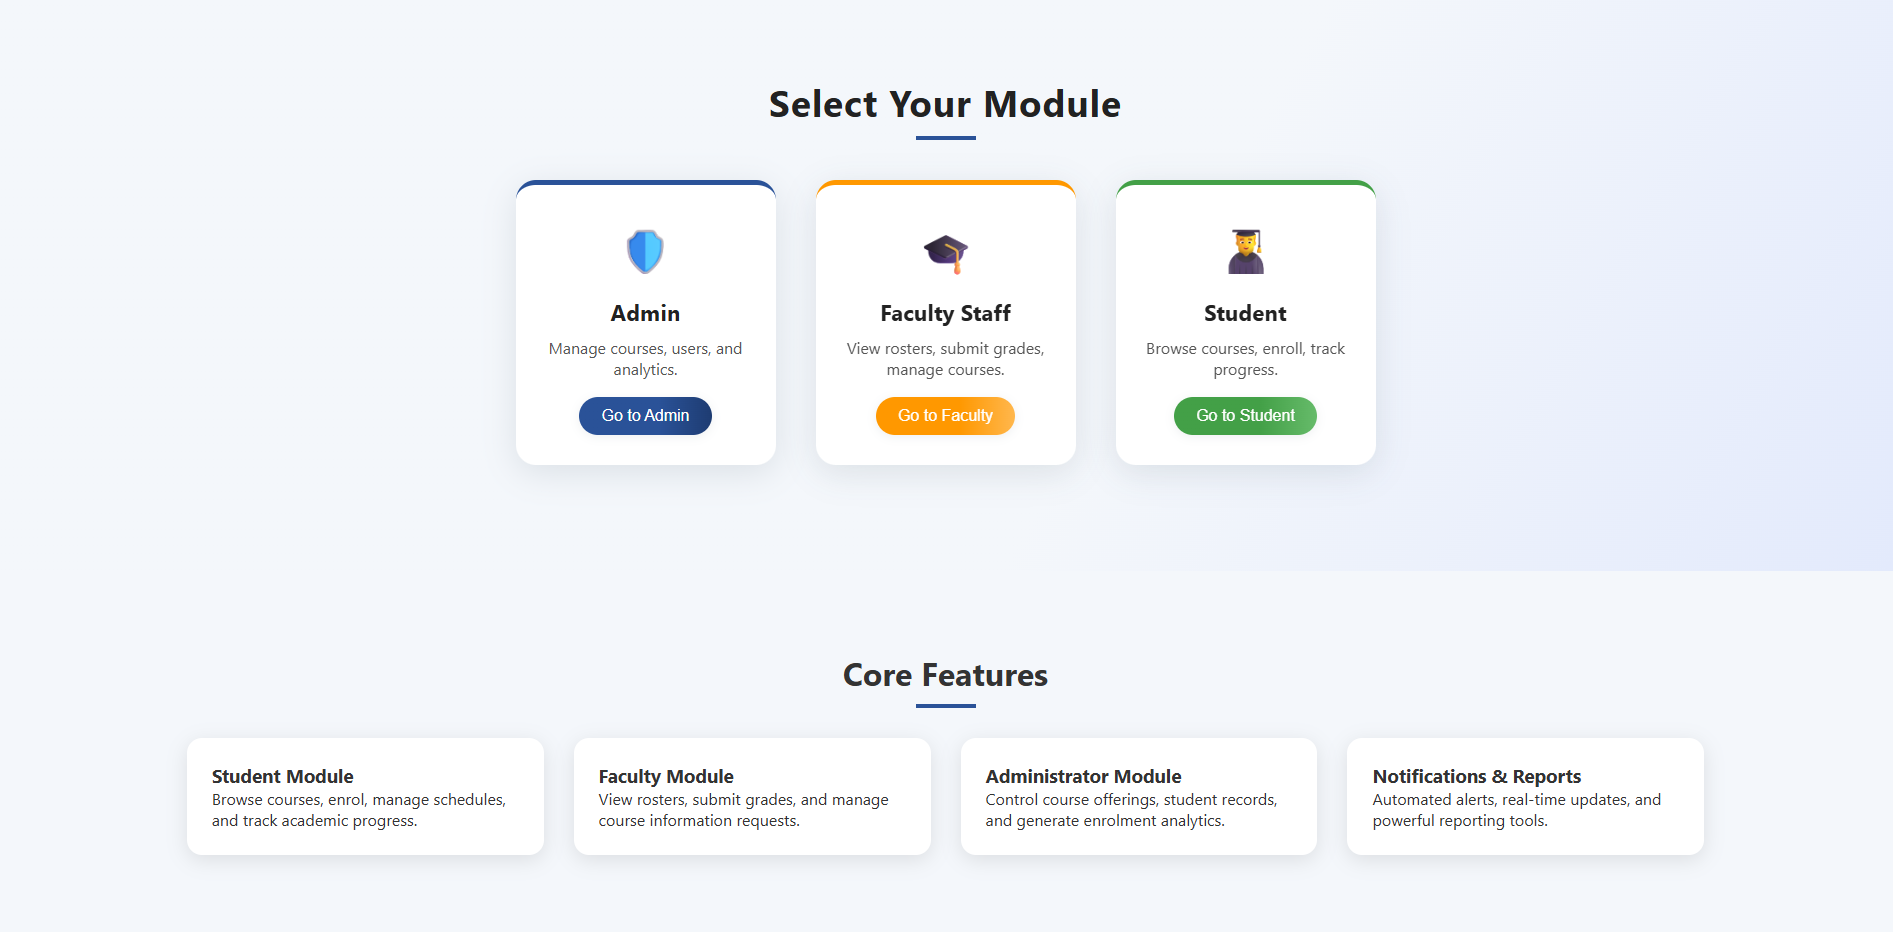 Select Your Module
Admin
Manage courses, users, and
analytics.
Go to Admin
Faculty Staff
View rosters, submit grades,
manage courses.
Go to Faculty
Student
Browse courses, enroll, track
progress.
Go to Student
Core Features
Student Module
Browse courses, enrol, manage schedules,
and track academic progress.
Faculty Module
View rosters, submit grades, and manage
course information requests.
Administrator Module
Control course offerings, student records,
and generate enrolment analytics.
Notifications & Reports
Automated alerts, real-time updates, and
powerful reporting tools.